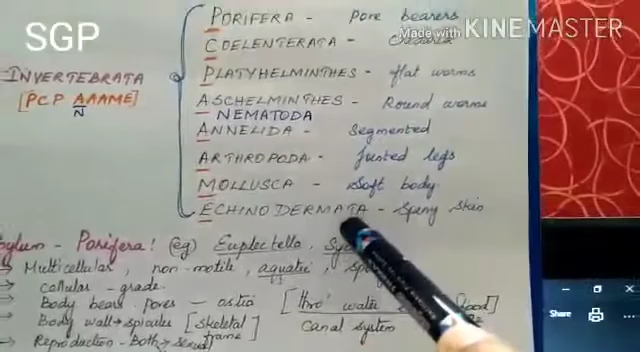 SGP
Made with KINEMASTER
PORIFERA - Pore bearers
COELENTERATA -
INVERTEBRATA
PLATYHELMINTHES - flat worms
[PCP AAAME]
N
ASCHELMINTHES - Round worms
NEMATODA
ANNELIDA - Segmented
ARTHROPODA - Jointed legs
MOLLUSCA - Soft body
ECHINODERMATA - Spiny skin
Phylum - Porifera! (eg) Euplectella,
→ Multicellular, non-motile, aquatic,
→ cellular grade.
→ Body bears pores - ostia [thro' water
→ Body wall → spicules [skeletal frame]
canal system
→ Reproduction - Both → sexual
Share
Print